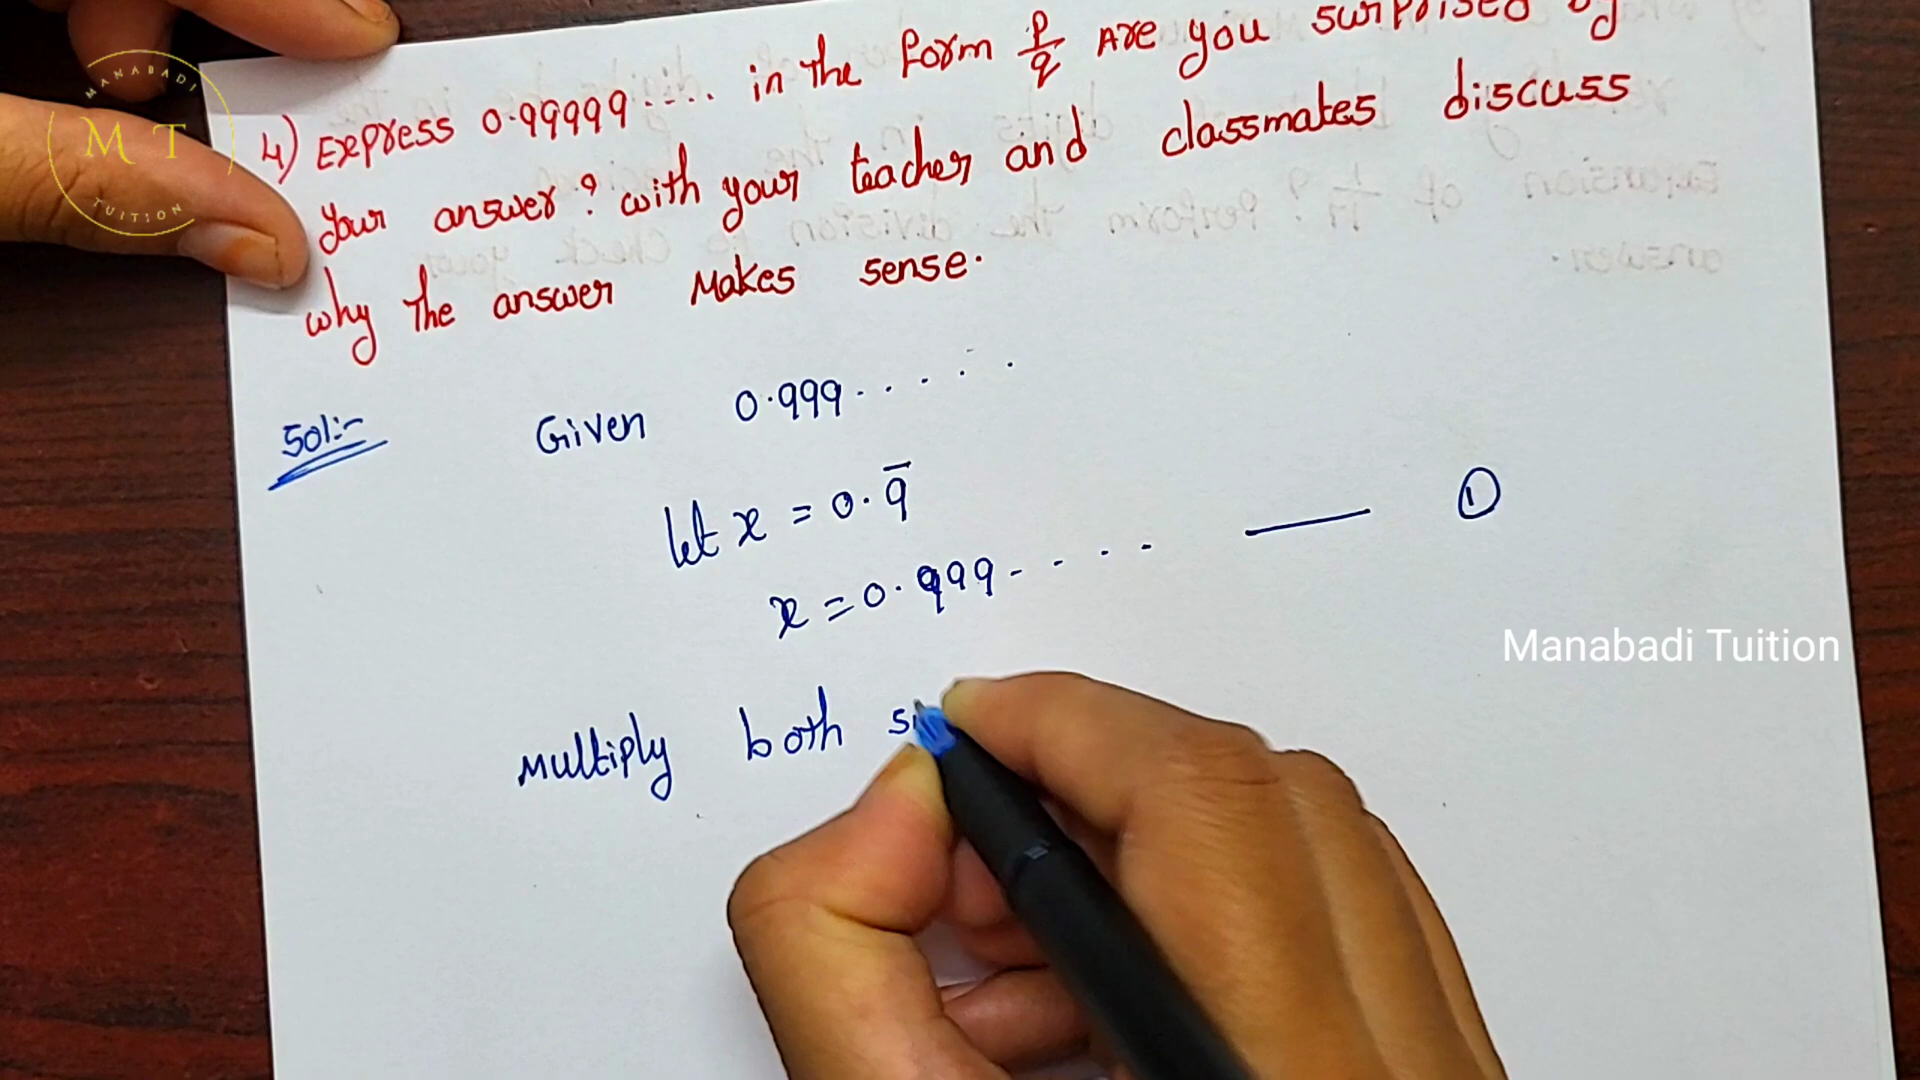 4) Express 0.99999.... in the form p/q Are you surprised by
your answer? with your teacher and classmates discuss
why the answer makes sense.
Sol:-
Given 0.999.....
let x = 0.9̅
x = 0.999..... —— ①
Multiply both si
MANABADI
MT
TUITION
Manabadi Tuition